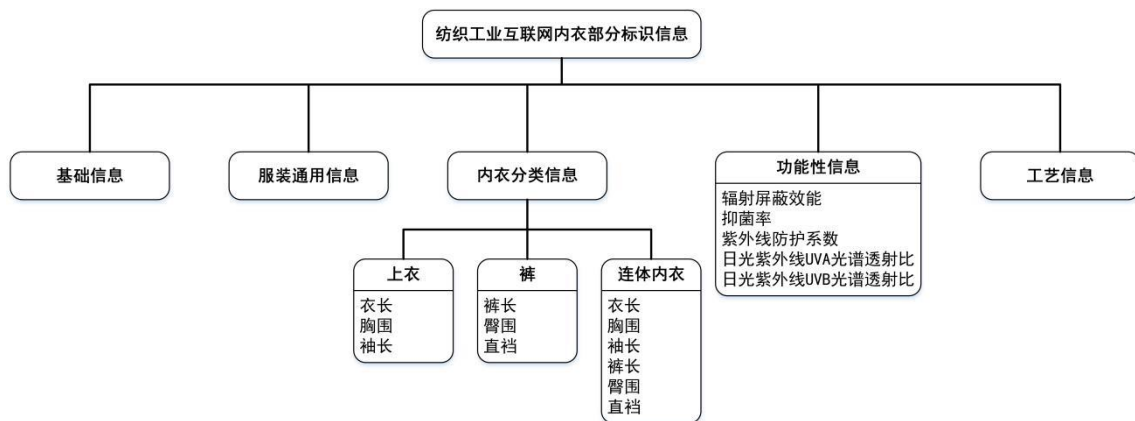 纺织工业互联网内衣部分标识信息
基础信息
服装通用信息
内衣分类信息
功能性信息
辐射屏蔽效能
抑菌率
紫外线防护系数
日光紫外线UVA光谱透射比
日光紫外线UVB光谱透射比
工艺信息
上衣
衣长
胸围
袖长
裤
裤长
臀围
直裆
连体内衣
衣长
胸围
袖长
裤长
臀围
直裆